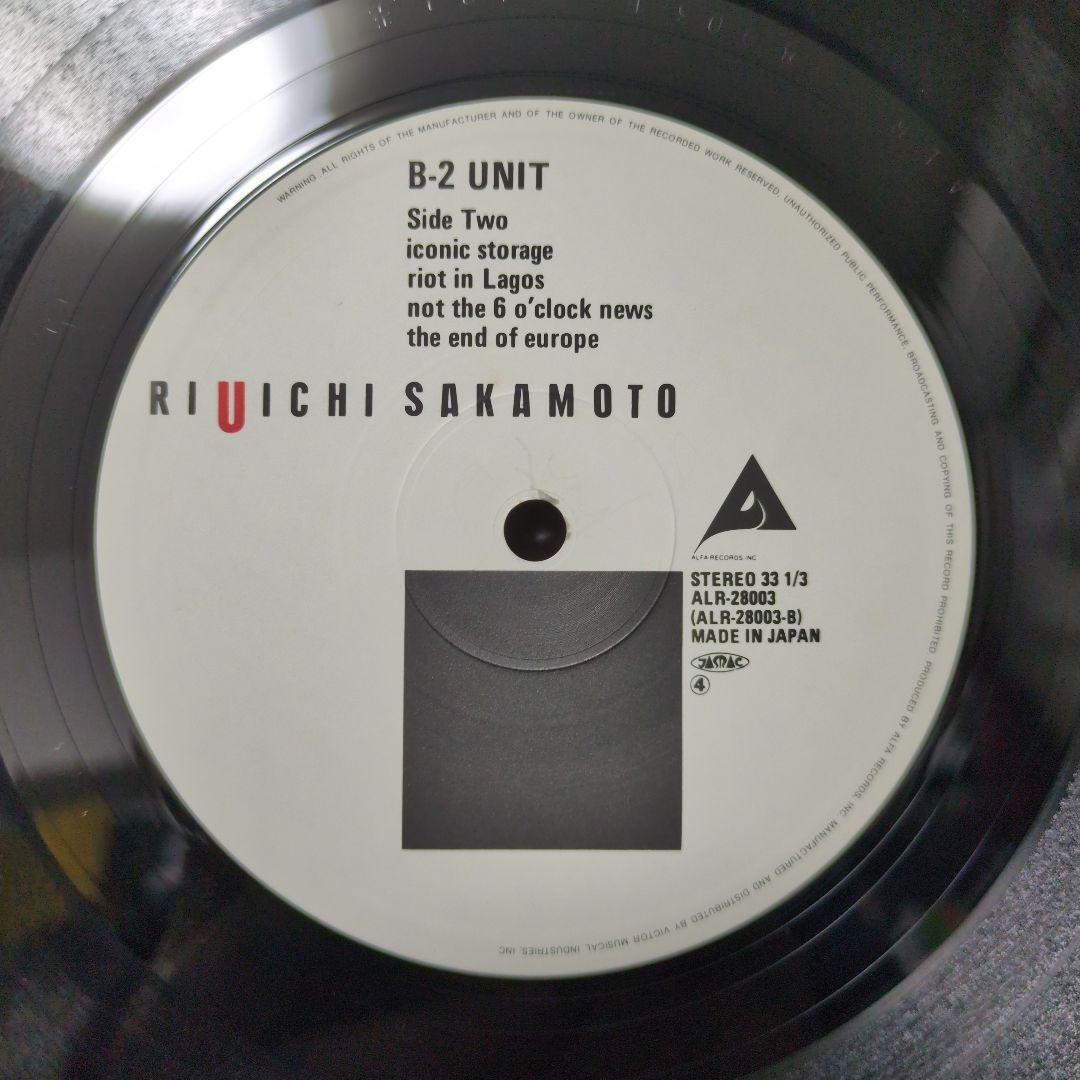 WARNING. ALL RIGHTS OF THE MANUFACTURER AND OF THE OWNER OF THE RECORDED WORK RESERVED. UNAUTHORIZED PUBLIC PERFORMANCE, BROADCASTING AND COPYING OF THIS RECORD PROHIBITED. PRODUCED BY ALFA RECORDS, INC. MANUFACTURED AND DISTRIBUTED BY VICTOR MUSICAL INDUSTRIES, INC
B-2 UNIT
Side Two
iconic storage
riot in Lagos
not the 6 o'clock news
the end of europe
RIUICHI SAKAMOTO
ALFA•RECORDS, INC
STEREO 33 1/3
ALR-28003
(ALR-28003-B)
MADE IN JAPAN
JASRAC
4